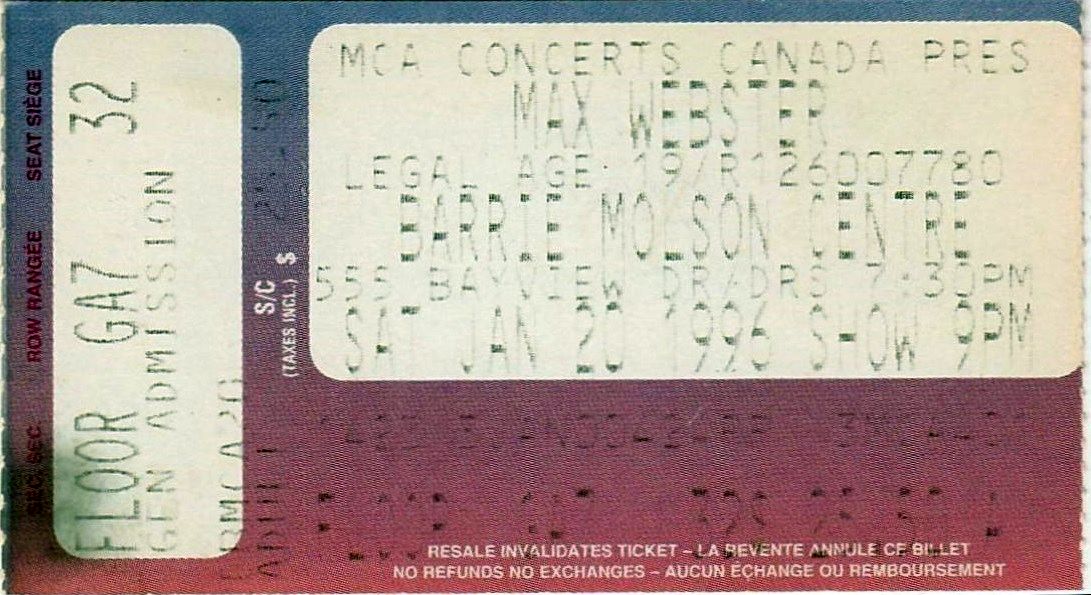 MCA CONCERTS CANADA PRES
MAX WEBSTER
LEGAL AGE 19/R126007780
BARRIE MOLSON CENTRE
555 BAYVIEW DR/DRS 7:30PM
SAT JAN 20 1996 SHOW 9PM
RESALE INVALIDATES TICKET – LA REVENTE ANNULE CE BILLET
NO REFUNDS NO EXCHANGES – AUCUN ÉCHANGE OU REMBOURSEMENT
SEC. SEC. ROW RANGÉE SEAT SIÈGE
FLOOR GA7 32
GEN ADMISSION
ADULT
S/C $
(TAXES INCL.)